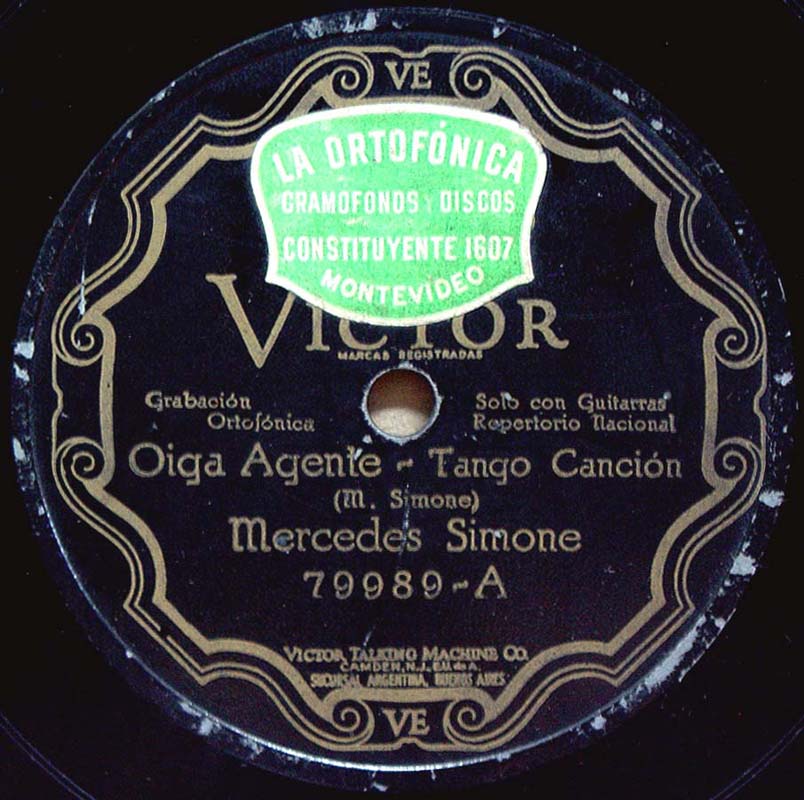 VE
LA ORTOFÓNICA
GRAMOFONOS Y DISCOS
CONSTITUYENTE 1607
MONTEVIDEO
VICTOR
MARCAS REGISTRADAS
Grabación
Ortofónica
Solo con Guitarras
Repertorio Nacional
Oiga Agente - Tango Canción
(M. Simone)
Mercedes Simone
79989-A
VICTOR TALKING MACHINE CO.
CAMDEN, N.J., E.U. de A.
SUCURSAL ARGENTINA, BUENOS AIRES
VE